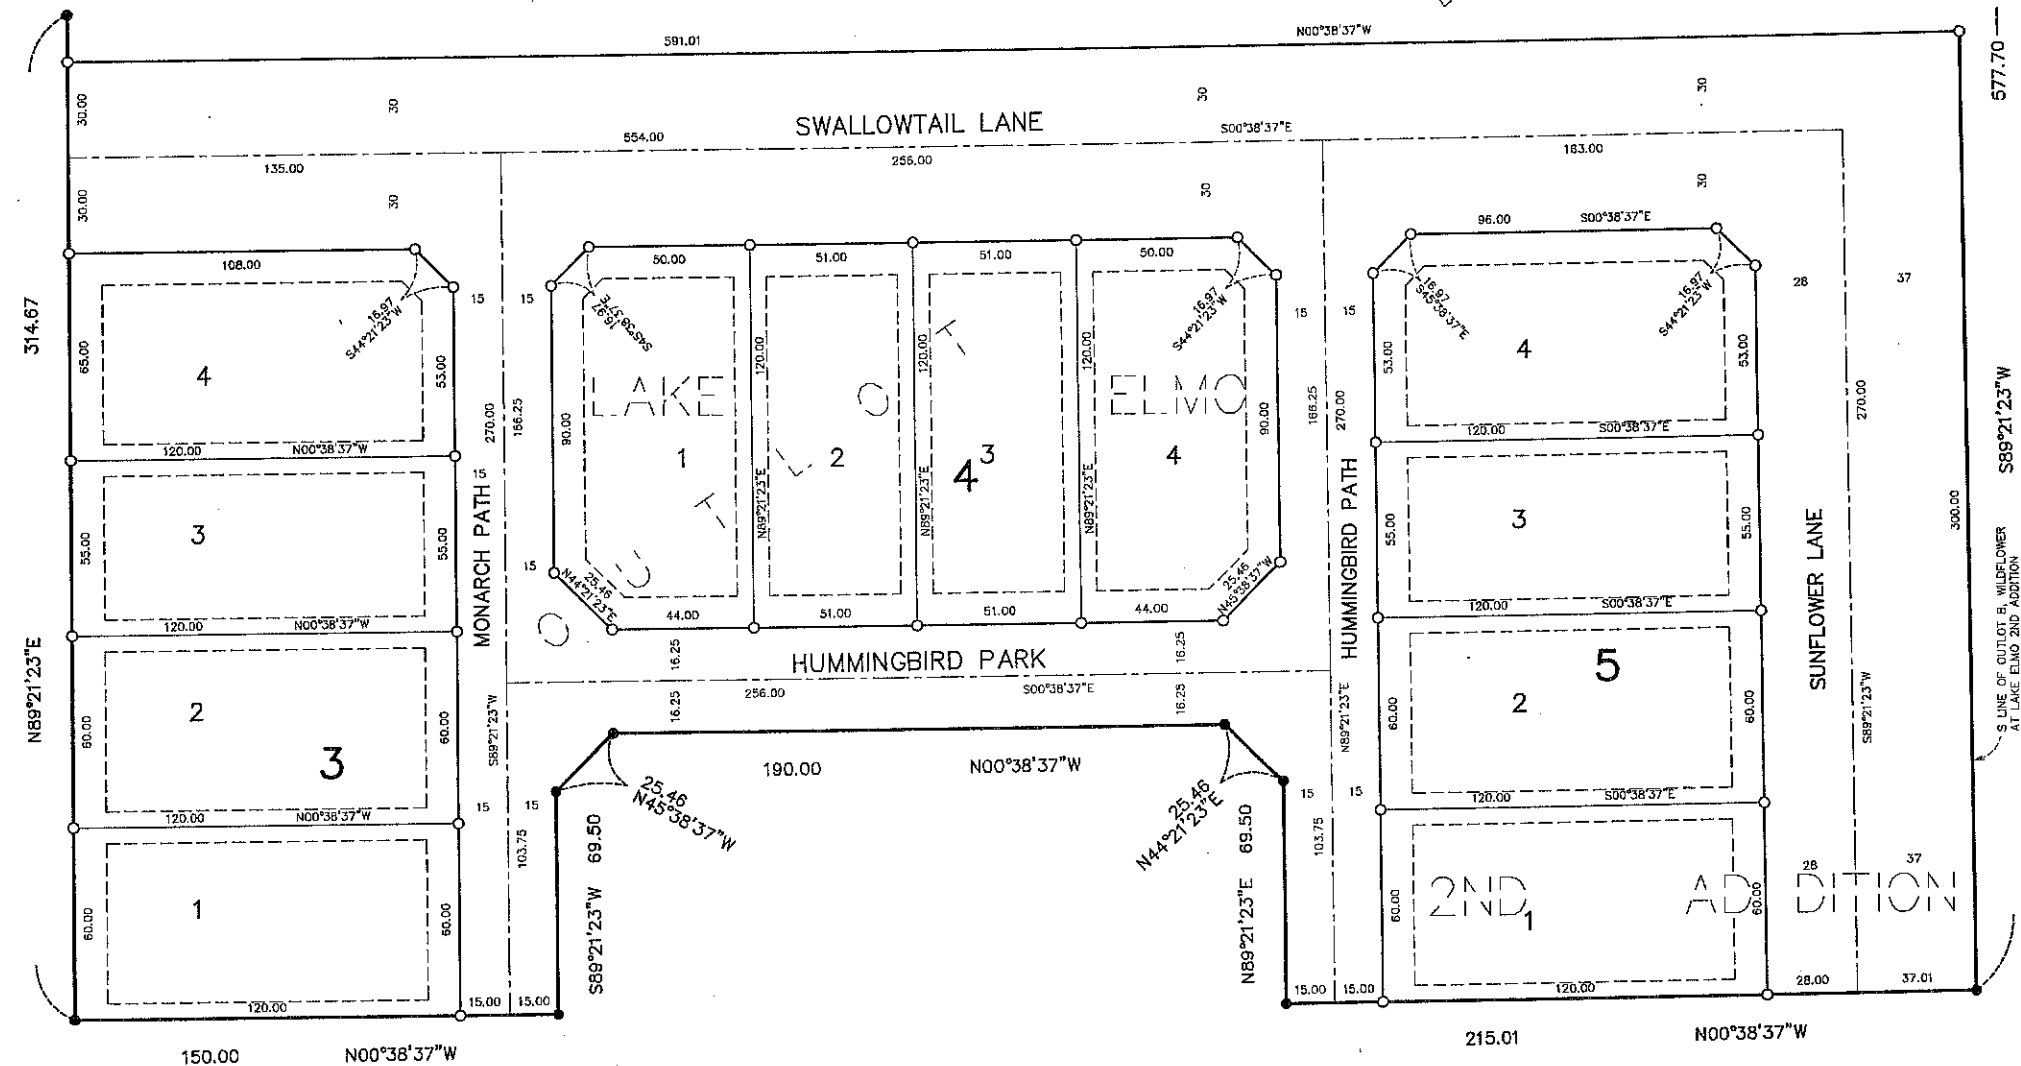 591.01
N00°38'37"W
577.70
30.00
30
30
30
SWALLOWTAIL LANE
554.00
S00°38'37"E
135.00
256.00
163.00
30.00
30
30
30
96.00
S00°38'37"E
108.00
50.00
51.00
51.00
50.00
314.67
N89°21'23"E
65.00
4
16.97
S44°21'23"W
53.00
120.00
N00°38'37"W
55.00
3
55.00
120.00
N00°38'37"W
60.00
2
3
60.00
120.00
N00°38'37"W
60.00
1
60.00
120.00
15.00
15.00
150.00
N00°38'37"W
15
15
270.00
166.25
15
15
MONARCH PATH
S89°21'23"W
15
15
103.75
16.97
S45°38'37"E
90.00
LAKE ELMO
OUTLOT
1
120.00
N89°21'23"E
2
120.00
N89°21'23"E
4
3
120.00
N89°21'23"E
4
16.97
S44°21'23"W
90.00
25.46
N44°21'23"E
25.46
N45°38'37"W
44.00
51.00
51.00
44.00
16.25
16.25
HUMMINGBIRD PARK
256.00
S00°38'37"E
16.25
16.25
190.00
N00°38'37"W
25.46
N45°38'37"W
25.46
N44°21'23"E
S89°21'23"W 69.50
N89°21'23"E 69.50
15
15
166.25
270.00
HUMMINGBIRD PATH
N89°21'23"E
15
15
103.75
15.00
15.00
16.97
S45°38'37"E
16.97
S44°21'23"W
53.00
4
53.00
120.00
S00°38'37"E
55.00
3
55.00
120.00
S00°38'37"E
60.00
5
2
60.00
120.00
S00°38'37"E
60.00
2ND ADDITION
1
60.00
120.00
28
37
270.00
SUNFLOWER LANE
S89°21'23"W
28
37
28.00
37.01
215.01
N00°38'37"W
300.00
S89°21'23"W
S LINE OF OUTLOT B, WILDFLOWER
AT LAKE ELMO 2ND ADDITION